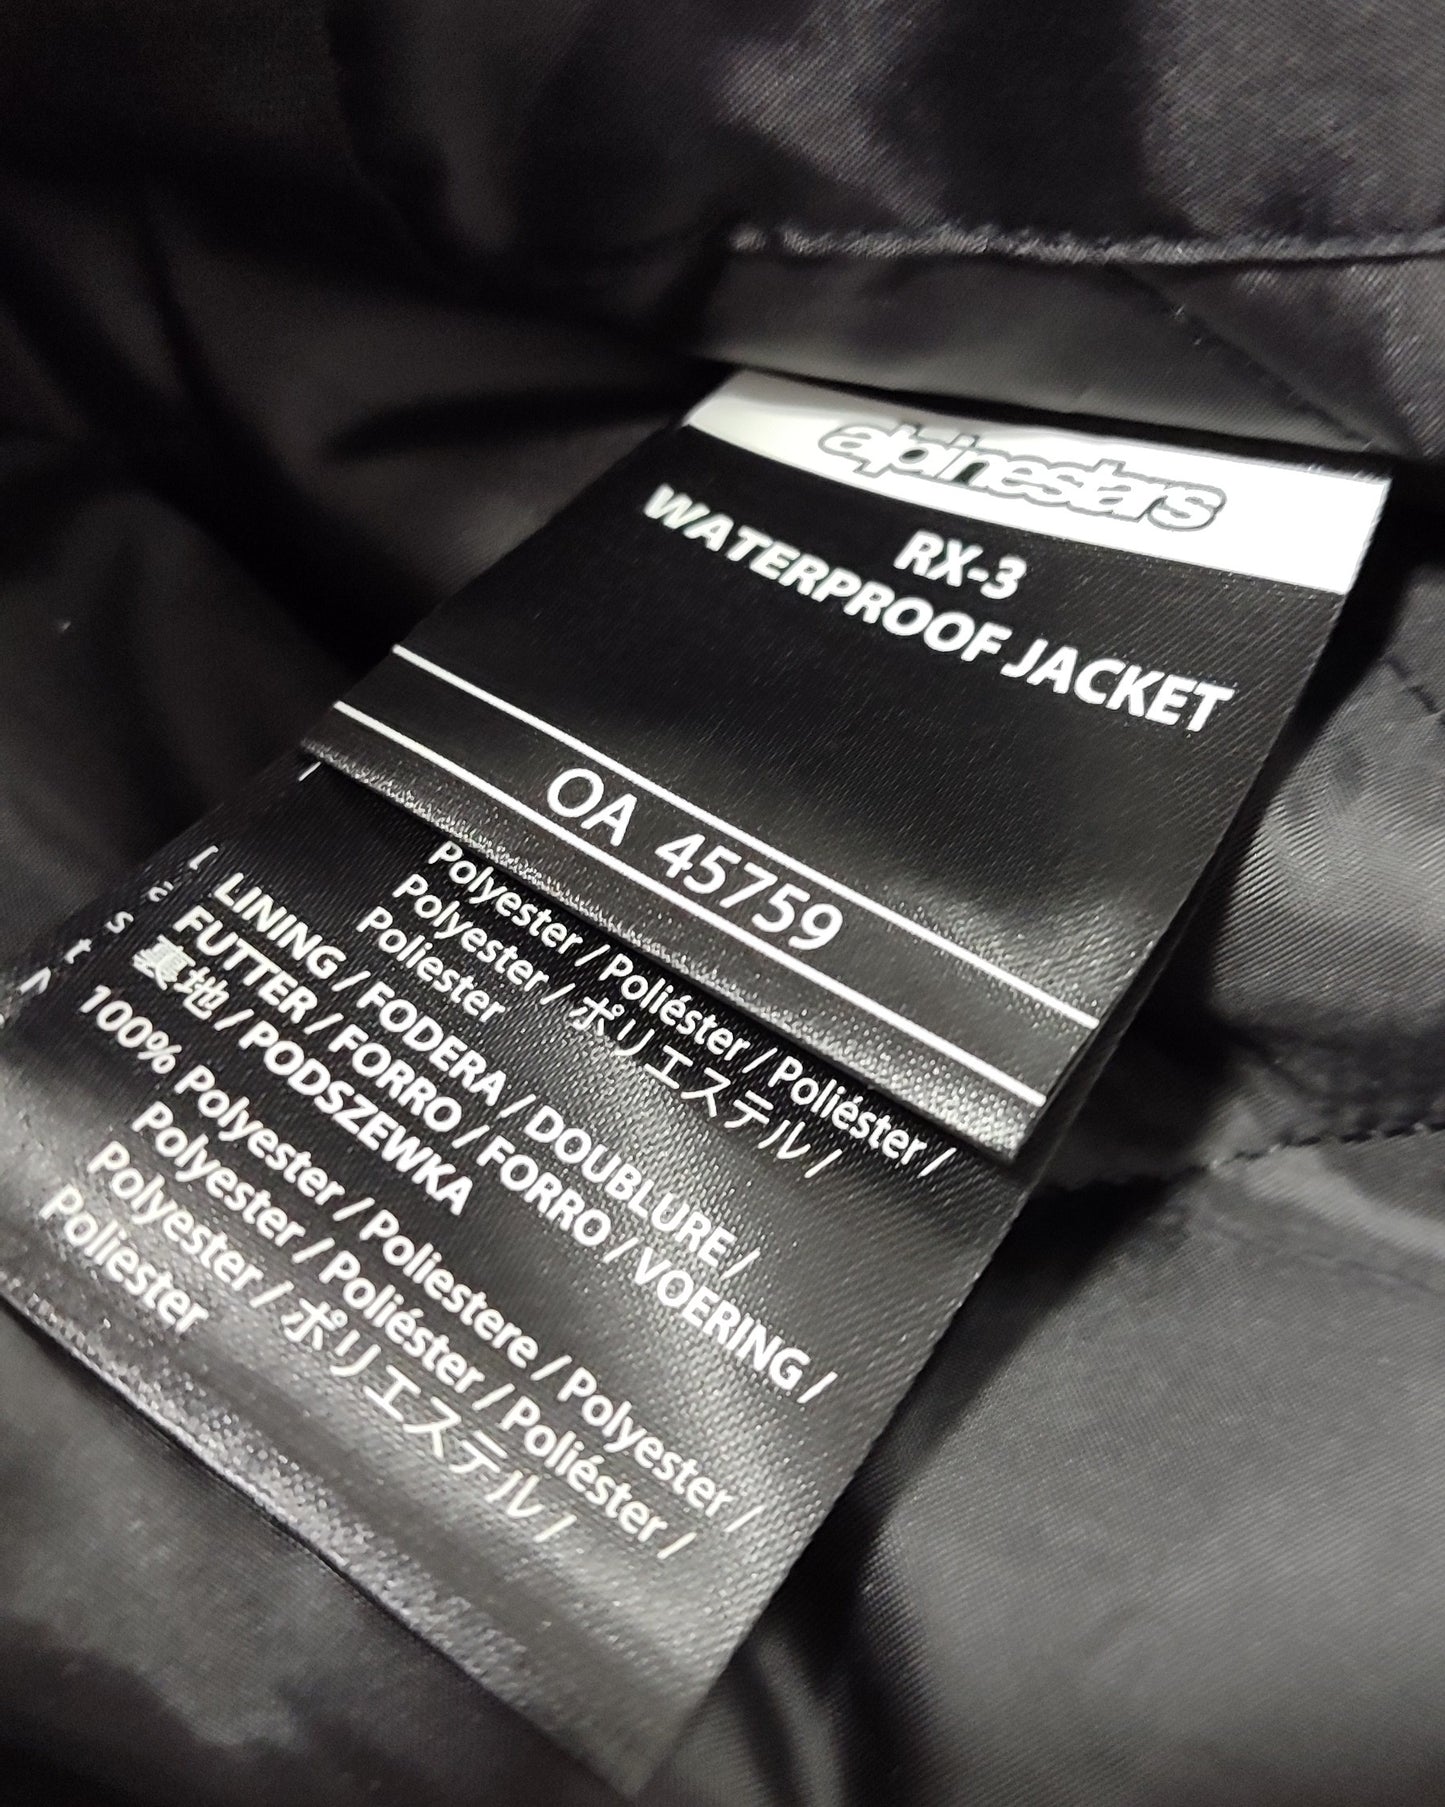 alpinestars
RX-3
WATERPROOF JACKET
OA 45759
Polyester / Poliéster / Poliéster /
Polyester / ポリエステル /
Poliester
LINING / FODERA / DOUBLURE /
FUTTER / FORRO / FORRO / VOERING /
裏地 / PODSZEWKA
100% Polyester / Poliestere / Polyester /
Polyester / Poliéster / Poliéster /
Polyester / ポリエステル /
Poliester